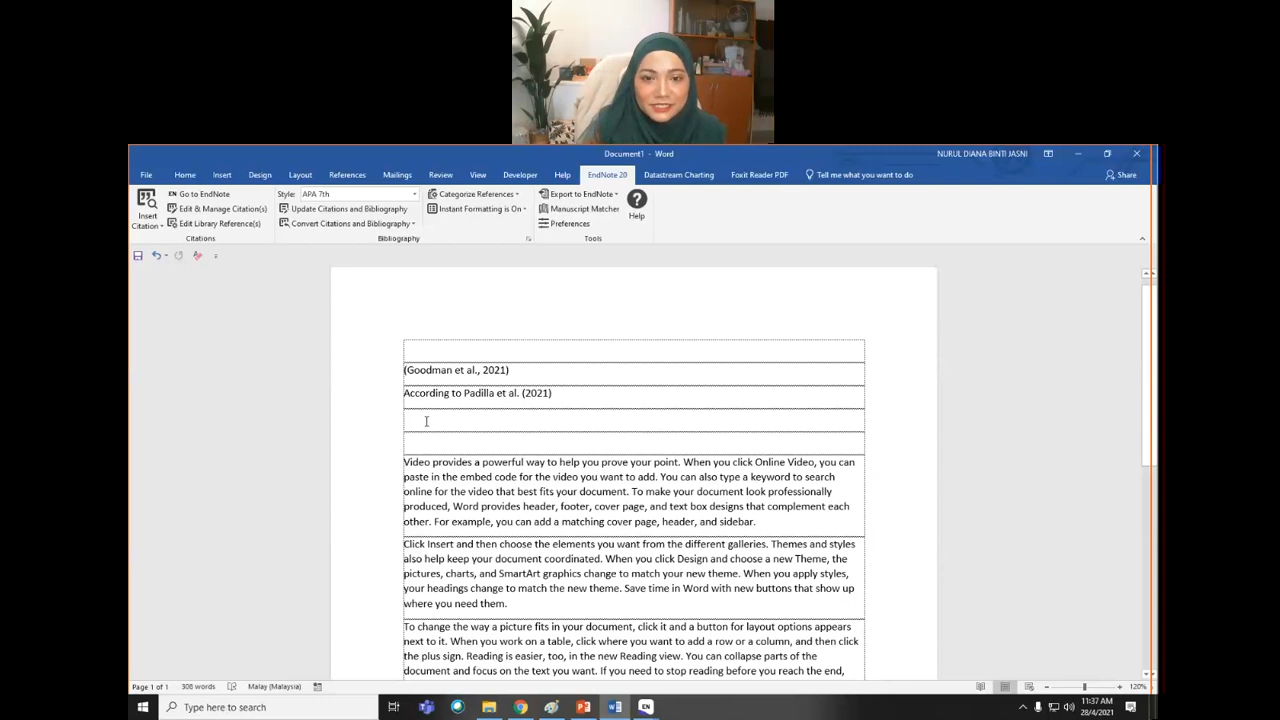 Document1 - Word
NURUL DIANA BINTI JASNI
File Home Insert Design Layout References Mailings Review View Developer Help EndNote 20 Datastream Charting Foxit Reader PDF Tell me what you want to do Share
Insert Citation
Go to EndNote
Edit & Manage Citation(s)
Edit Library Reference(s)
Citations
Style: APA 7th
Update Citations and Bibliography
Convert Citations and Bibliography
Categorize References
Instant Formatting is On
Bibliography
Export to EndNote
Manuscript Matcher
Preferences
Help
Tools
(Goodman et al., 2021)
According to Padilla et al. (2021)
Video provides a powerful way to help you prove your point. When you click Online Video, you can
paste in the embed code for the video you want to add. You can also type a keyword to search
online for the video that best fits your document. To make your document look professionally
produced, Word provides header, footer, cover page, and text box designs that complement each
other. For example, you can add a matching cover page, header, and sidebar.
Click Insert and then choose the elements you want from the different galleries. Themes and styles
also help keep your document coordinated. When you click Design and choose a new Theme, the
pictures, charts, and SmartArt graphics change to match your new theme. When you apply styles,
your headings change to match the new theme. Save time in Word with new buttons that show up
where you need them.
To change the way a picture fits in your document, click it and a button for layout options appears
next to it. When you work on a table, click where you want to add a row or a column, and then click
the plus sign. Reading is easier, too, in the new Reading view. You can collapse parts of the
document and focus on the text you want. If you need to stop reading before you reach the end,
Page 1 of 1 308 words Malay (Malaysia) 120%
Type here to search
EN
11:37 AM
28/4/2021